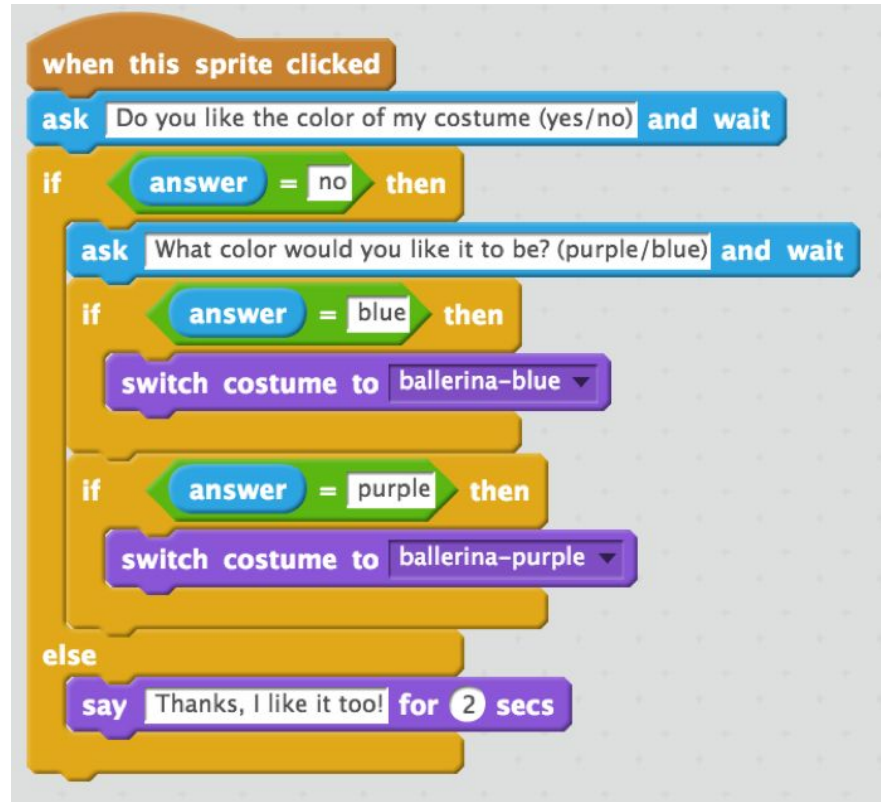 when this sprite clicked
ask Do you like the color of my costume (yes/no) and wait
if answer = no then
ask What color would you like it to be? (purple/blue) and wait
if answer = blue then
switch costume to ballerina-blue
if answer = purple then
switch costume to ballerina-purple
else
say Thanks, I like it too! for 2 secs